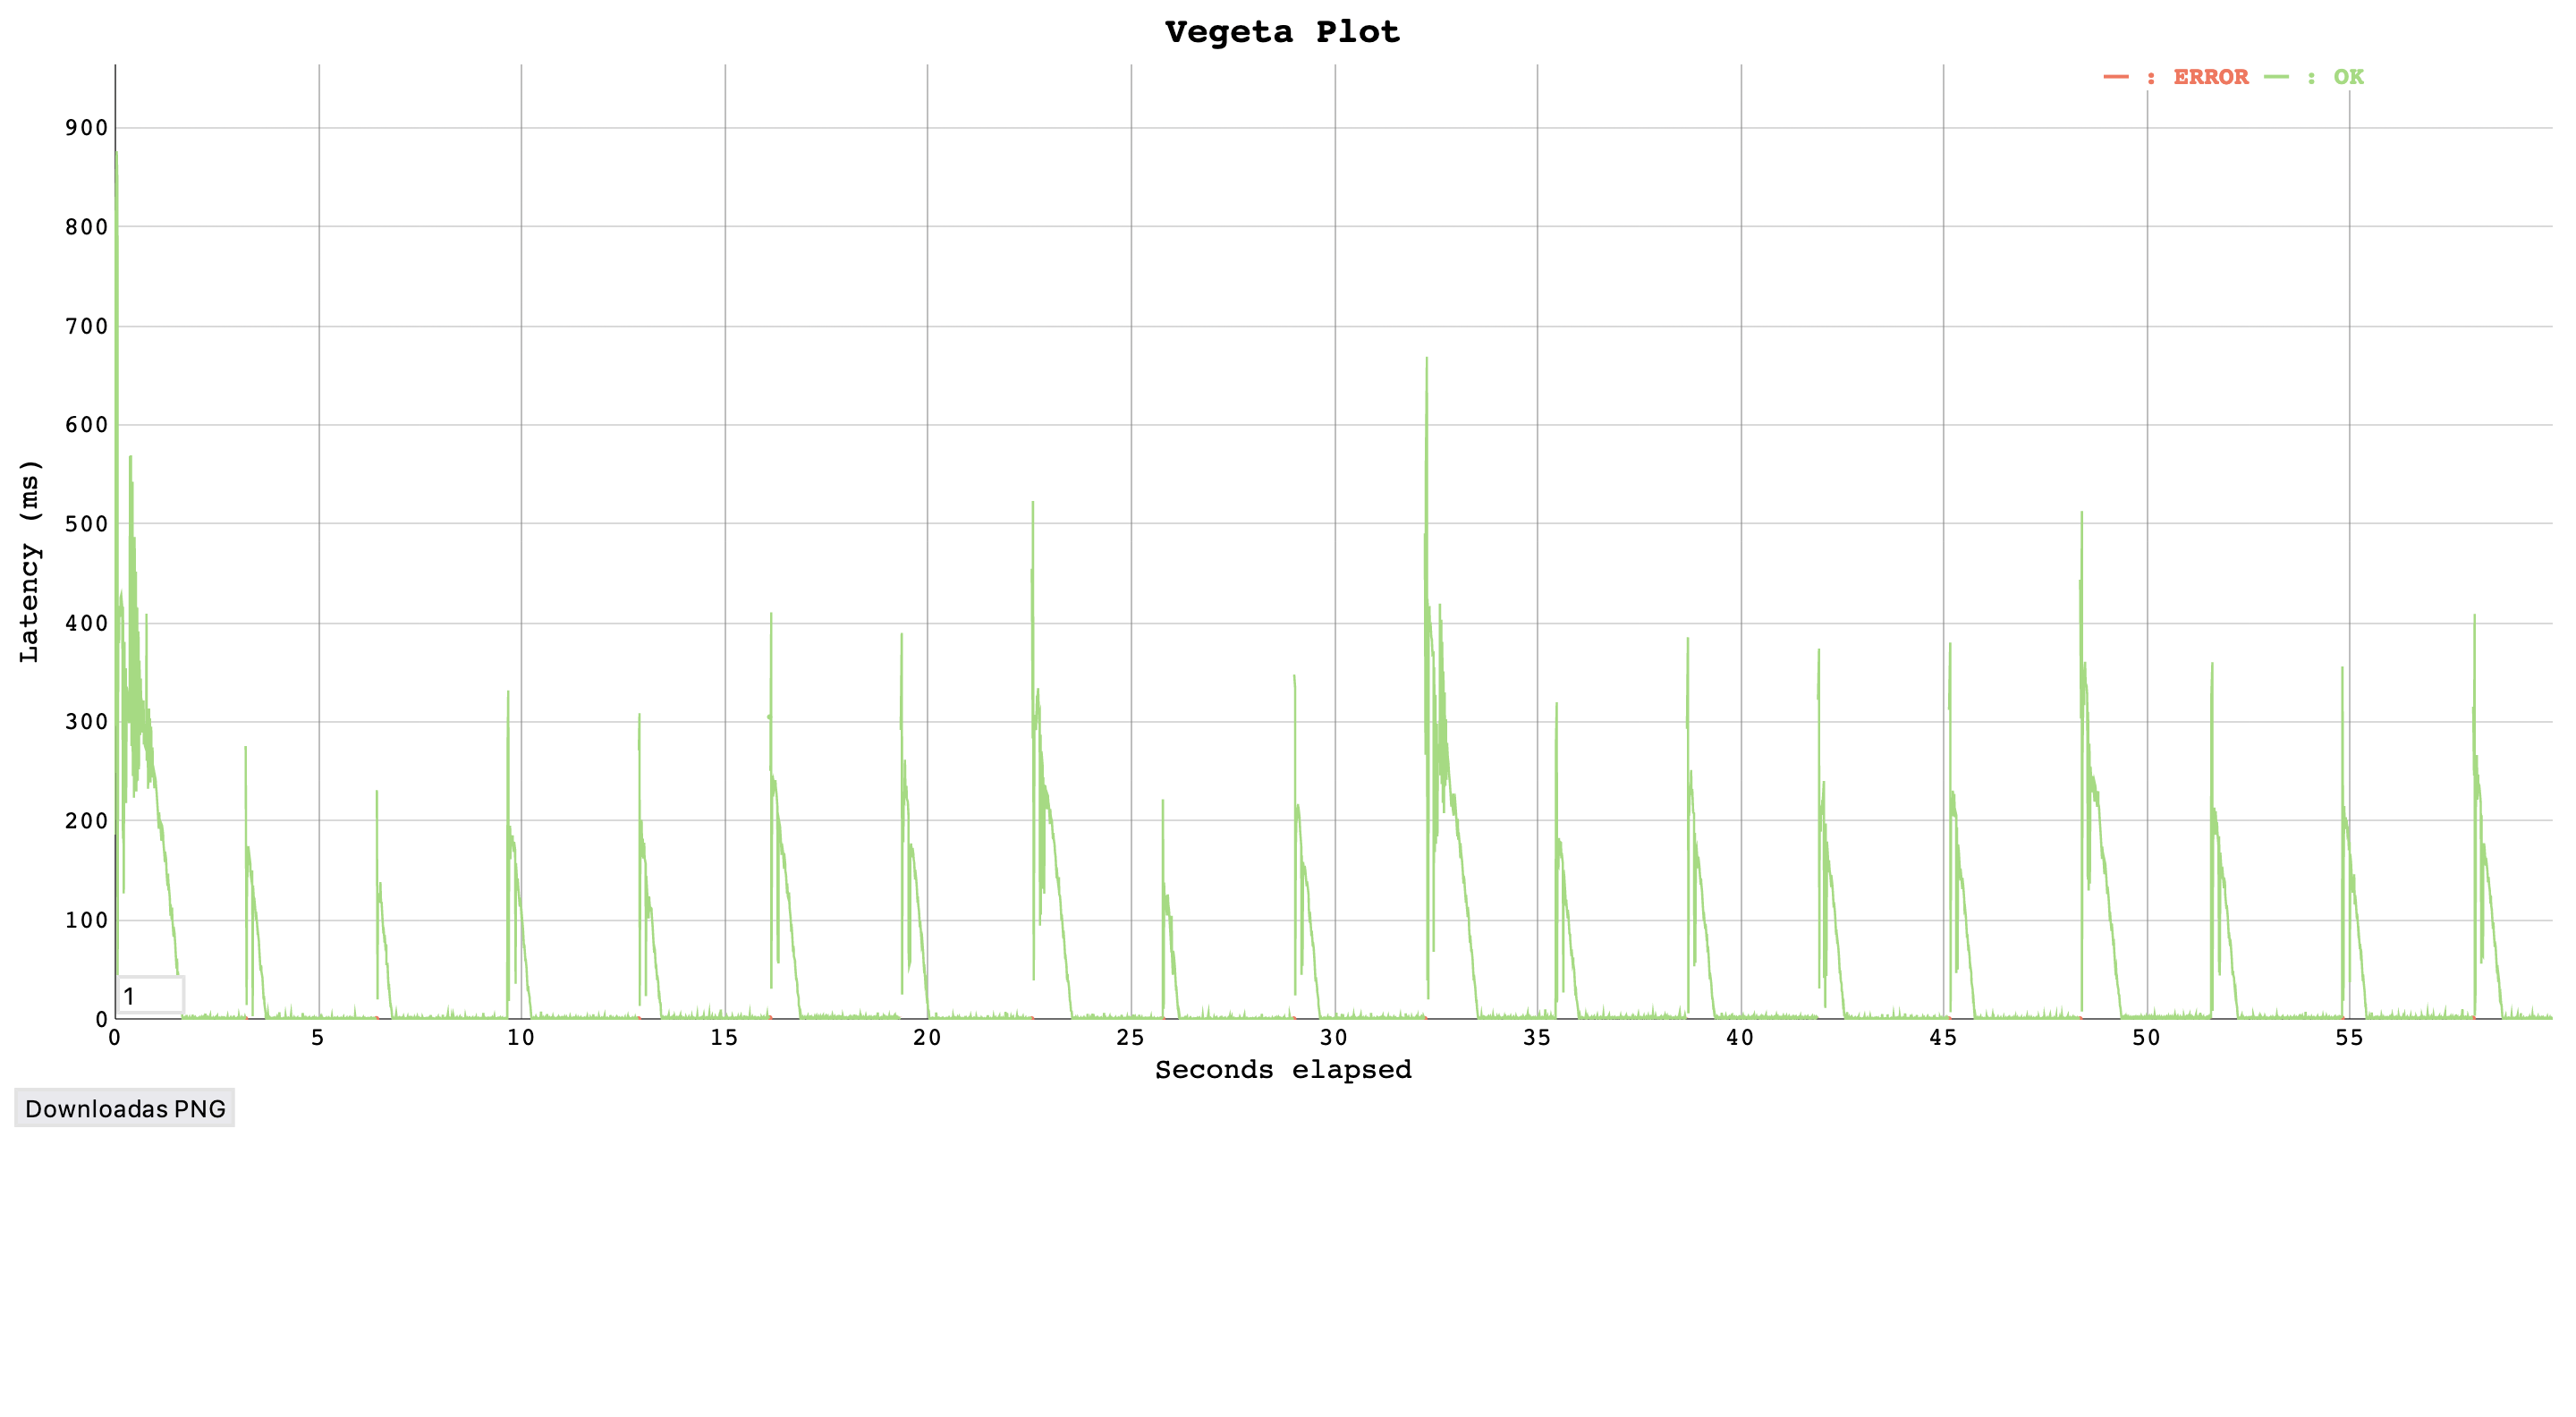 Vegeta Plot
— : ERROR — : OK
900
800
700
600
500
400
300
200
100
0
Latency (ms)
1
0 5 10 15 20 25 30 35 40 45 50 55
Seconds elapsed
Downloadas PNG